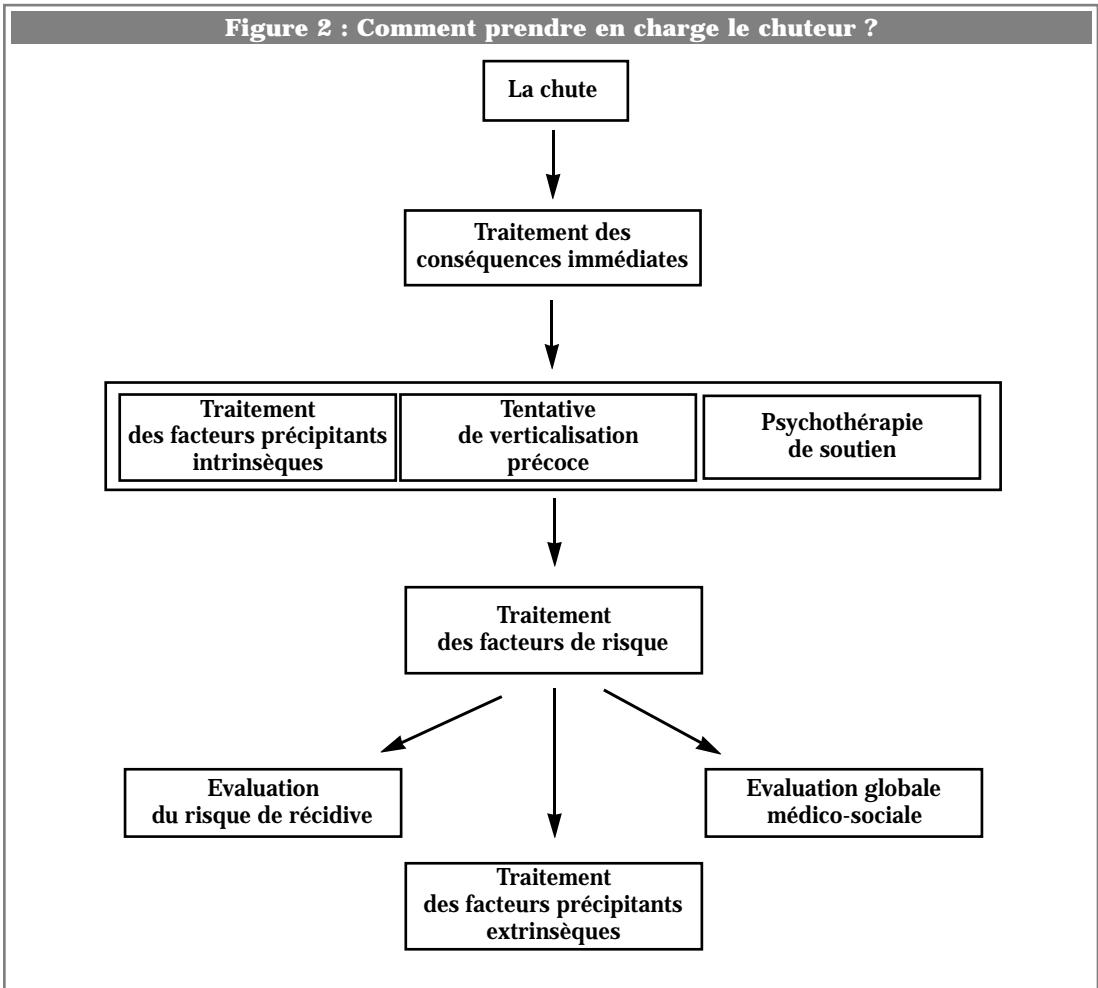 Figure 2 : Comment prendre en charge le chuteur ?
La chute
Traitement des
conséquences immédiates
Traitement
des facteurs précipitants
intrinsèques
Tentative
de verticalisation
précoce
Psychothérapie
de soutien
Traitement
des facteurs de risque
Evaluation
du risque de récidive
Evaluation globale
médico-sociale
Traitement
des facteurs précipitants
extrinsèques